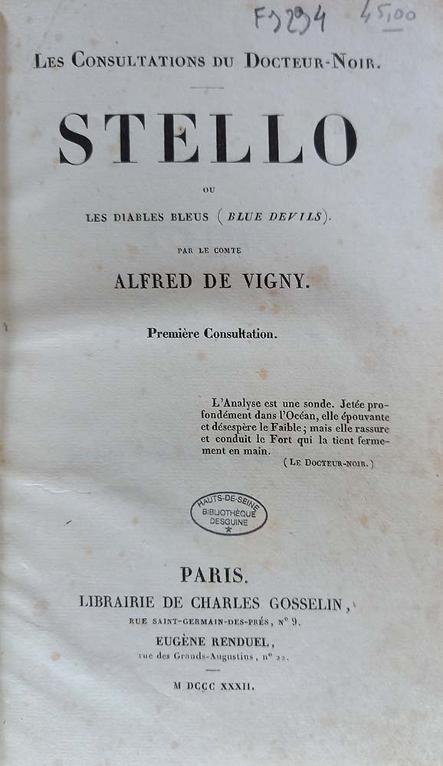 F9294 45,00
LES CONSULTATIONS DU DOCTEUR-NOIR.
STELLO
OU
LES DIABLES BLEUS (BLUE DEVILS).
PAR LE COMTE
ALFRED DE VIGNY.
Première Consultation.
L'Analyse est une sonde. Jetée pro-
fondément dans l'Océan, elle épouvante
et désespère le Faible; mais elle rassure
et conduit le Fort qui la tient ferme-
ment en main.
(LE DOCTEUR-NOIR.)
HAUTS-DE-SEINE
BIBLIOTHÈQUE
DESGUINE
PARIS.
LIBRAIRIE DE CHARLES GOSSELIN,
RUE SAINT-GERMAIN-DES-PRÉS, N° 9.
EUGÈNE RENDUEL,
rue des Grands-Augustins, n° 22.
M DCCC XXXII.